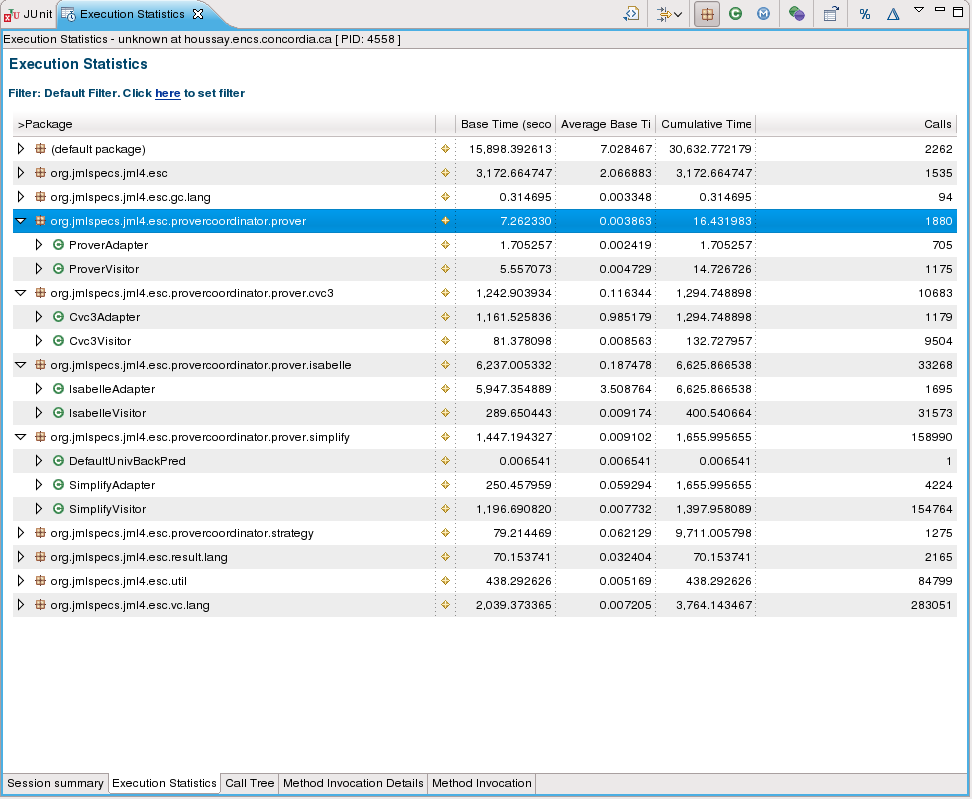 JUnit Execution Statistics
Execution Statistics - unknown at houssay.encs.concordia.ca [ PID: 4558 ]
Execution Statistics
Filter: Default Filter. Click here to set filter
>Package Base Time (seco Average Base Ti Cumulative Time Calls
(default package) 15,898.392613 7.028467 30,632.772179 2262
org.jmlspecs.jml4.esc 3,172.664747 2.066883 3,172.664747 1535
org.jmlspecs.jml4.esc.gc.lang 0.314695 0.003348 0.314695 94
org.jmlspecs.jml4.esc.provercoordinator.prover 7.262330 0.003863 16.431983 1880
ProverAdapter 1.705257 0.002419 1.705257 705
ProverVisitor 5.557073 0.004729 14.726726 1175
org.jmlspecs.jml4.esc.provercoordinator.prover.cvc3 1,242.903934 0.116344 1,294.748898 10683
Cvc3Adapter 1,161.525836 0.985179 1,294.748898 1179
Cvc3Visitor 81.378098 0.008563 132.727957 9504
org.jmlspecs.jml4.esc.provercoordinator.prover.isabelle 6,237.005332 0.187478 6,625.866538 33268
IsabelleAdapter 5,947.354889 3.508764 6,625.866538 1695
IsabelleVisitor 289.650443 0.009174 400.540664 31573
org.jmlspecs.jml4.esc.provercoordinator.prover.simplify 1,447.194327 0.009102 1,655.995655 158990
DefaultUnivBackPred 0.006541 0.006541 0.006541 1
SimplifyAdapter 250.457959 0.059294 1,655.995655 4224
SimplifyVisitor 1,196.690820 0.007732 1,397.958089 154764
org.jmlspecs.jml4.esc.provercoordinator.strategy 79.214469 0.062129 9,711.005798 1275
org.jmlspecs.jml4.esc.result.lang 70.153741 0.032404 70.153741 2165
org.jmlspecs.jml4.esc.util 438.292626 0.005169 438.292626 84799
org.jmlspecs.jml4.esc.vc.lang 2,039.373365 0.007205 3,764.143467 283051
Session summary Execution Statistics Call Tree Method Invocation Details Method Invocation